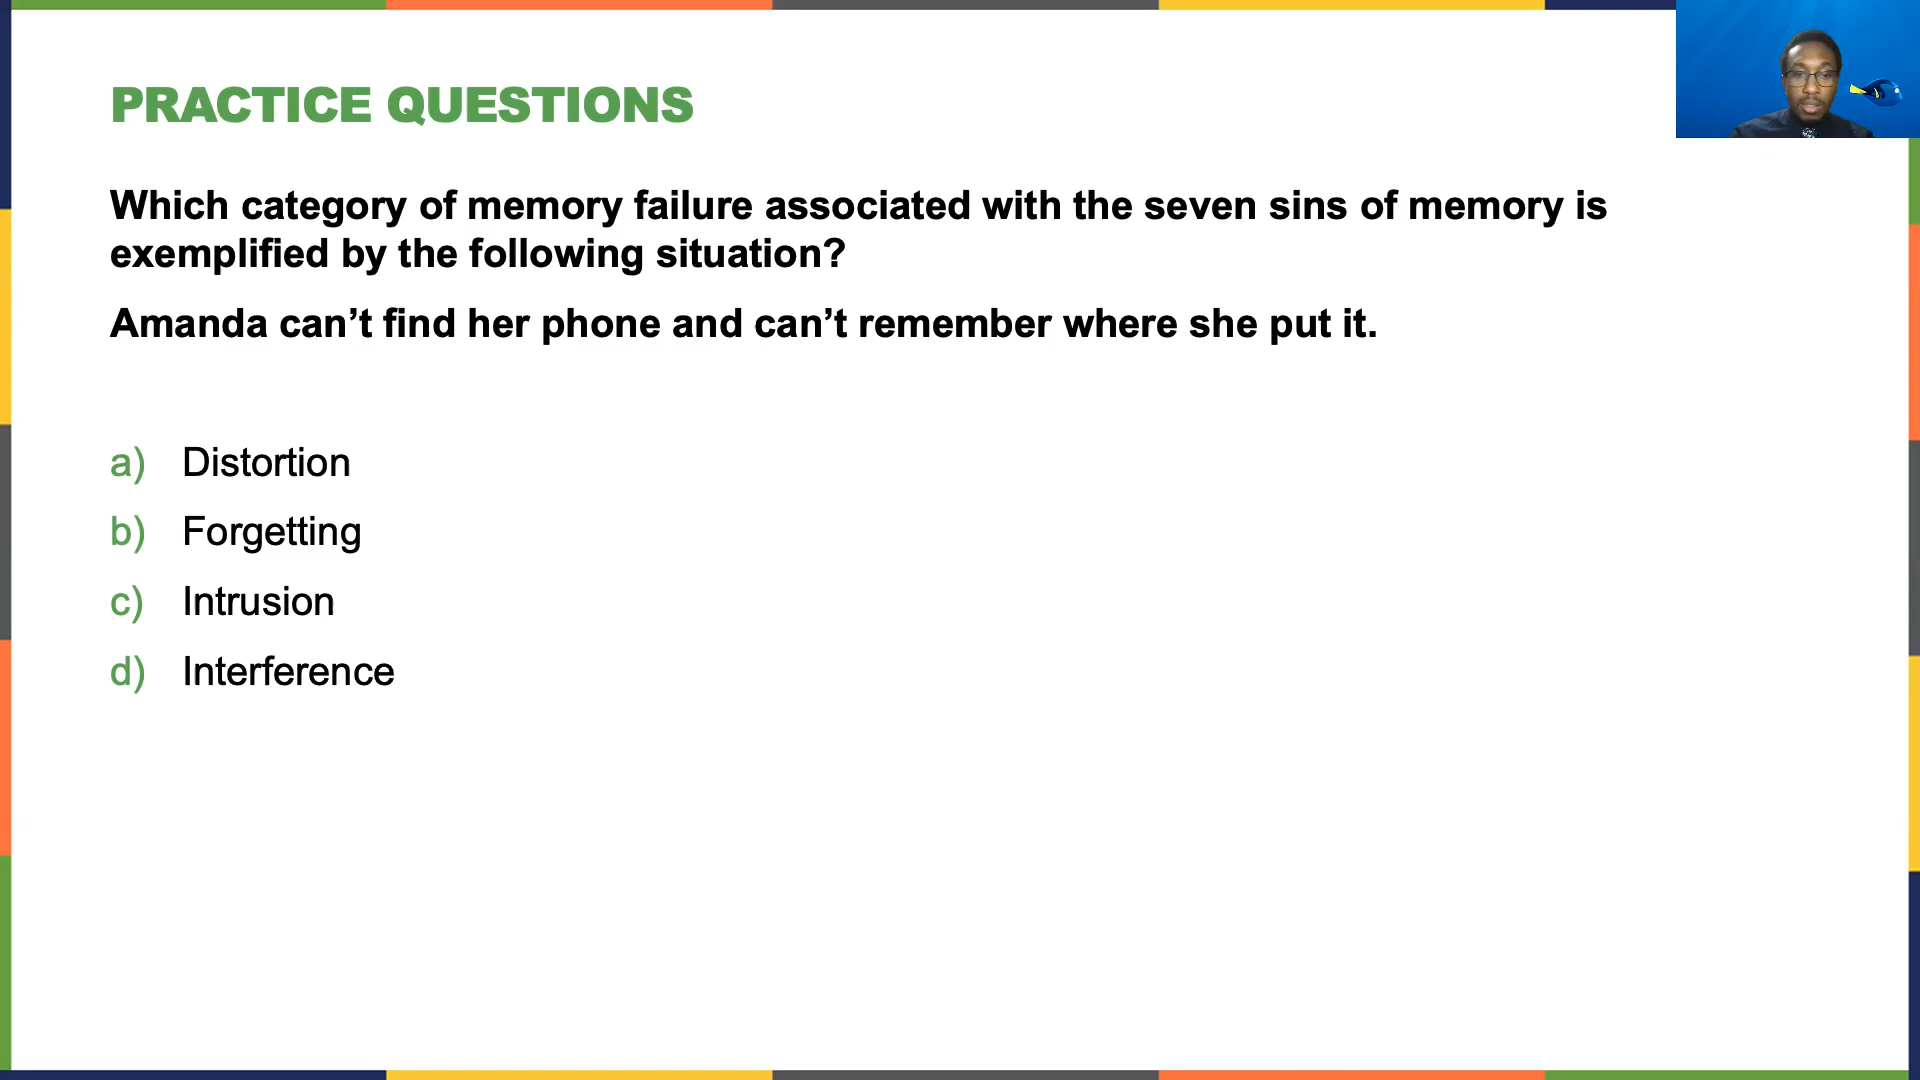 PRACTICE QUESTIONS
Which category of memory failure associated with the seven sins of memory is
exemplified by the following situation?
Amanda can’t find her phone and can’t remember where she put it.
a) Distortion
b) Forgetting
c) Intrusion
d) Interference